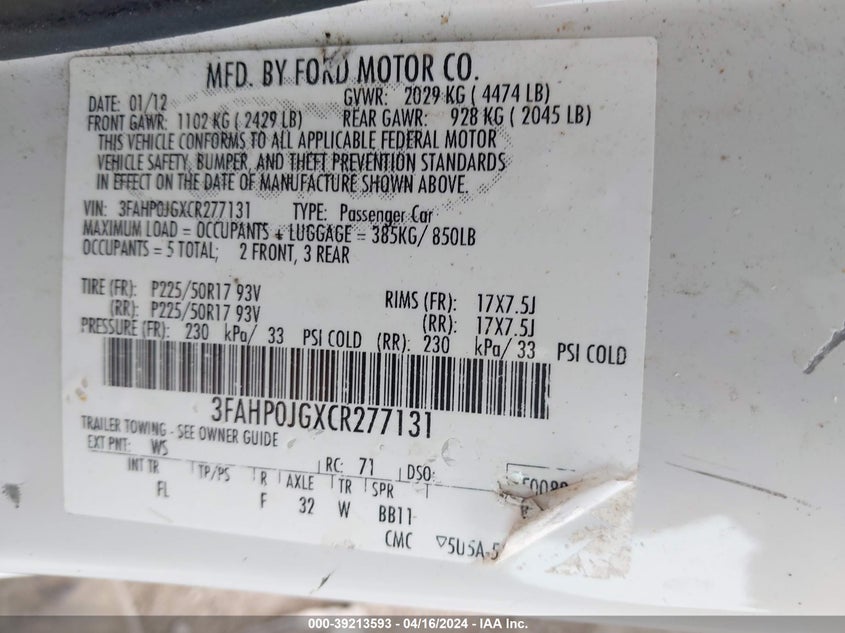 MFD. BY FORD MOTOR CO.
DATE: 01/12 GVWR: 2029 KG ( 4474 LB)
FRONT GAWR: 1102 KG ( 2429 LB) REAR GAWR: 928 KG ( 2045 LB)
THIS VEHICLE CONFORMS TO ALL APPLICABLE FEDERAL MOTOR
VEHICLE SAFETY, BUMPER, AND THEFT PREVENTION STANDARDS
IN EFFECT ON THE DATE OF MANUFACTURE SHOWN ABOVE.
VIN: 3FAHP0JGXCR277131 TYPE: Passenger Car
MAXIMUM LOAD = OCCUPANTS + LUGGAGE = 385KG/ 850LB
OCCUPANTS = 5 TOTAL; 2 FRONT, 3 REAR
TIRE (FR): P225/50R17 93V RIMS (FR): 17X7.5J
(RR): P225/50R17 93V (RR): 17X7.5J
PRESSURE (FR): 230 kPa/ 33 PSI COLD (RR): 230 kPa/ 33 PSI COLD
3FAHP0JGXCR277131
TRAILER TOWING - SEE OWNER GUIDE
EXT PNT: WS RC: 71 DSO:
INT TR TP/PS R AXLE TR SPR
FL F 32 W BB11
CMC ▽5U5A-5
000-39213593 - 04/16/2024 - IAA Inc.